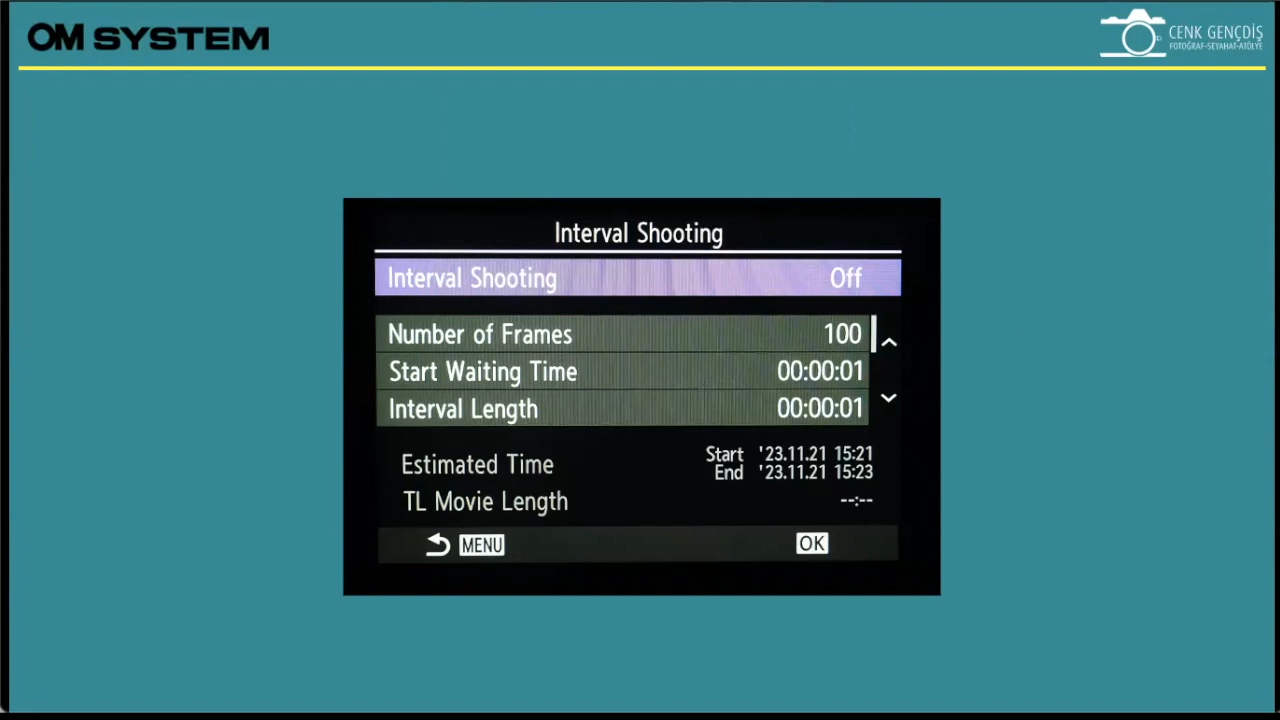 OM SYSTEM
CENK GENÇDİŞ
FOTOĞRAF-SEYAHAT-ATÖLYE
Interval Shooting
Interval Shooting Off
Number of Frames 100
Start Waiting Time 00:00:01
Interval Length 00:00:01
Estimated Time Start '23.11.21 15:21
End '23.11.21 15:23
TL Movie Length --:--
MENU OK